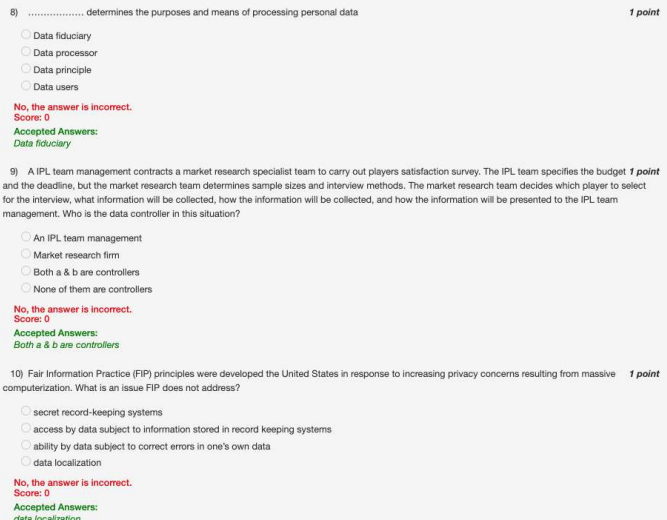 8) .................. determines the purposes and means of processing personal data 1 point
Data fiduciary
Data processor
Data principle
Data users
No, the answer is incorrect.
Score: 0
Accepted Answers:
Data fiduciary
9) A IPL team management contracts a market research specialist team to carry out players satisfaction survey. The IPL team specifies the budget 1 point
and the deadline, but the market research team determines sample sizes and interview methods. The market research team decides which player to select
for the interview, what information will be collected, how the information will be collected, and how the information will be presented to the IPL team
management. Who is the data controller in this situation?
An IPL team management
Market research firm
Both a & b are controllers
None of them are controllers
No, the answer is incorrect.
Score: 0
Accepted Answers:
Both a & b are controllers
10) Fair Information Practice (FIP) principles were developed the United States in response to increasing privacy concerns resulting from massive 1 point
computerization. What is an issue FIP does not address?
secret record-keeping systems
access by data subject to information stored in record keeping systems
ability by data subject to correct errors in one's own data
data localization
No, the answer is incorrect.
Score: 0
Accepted Answers:
data localization